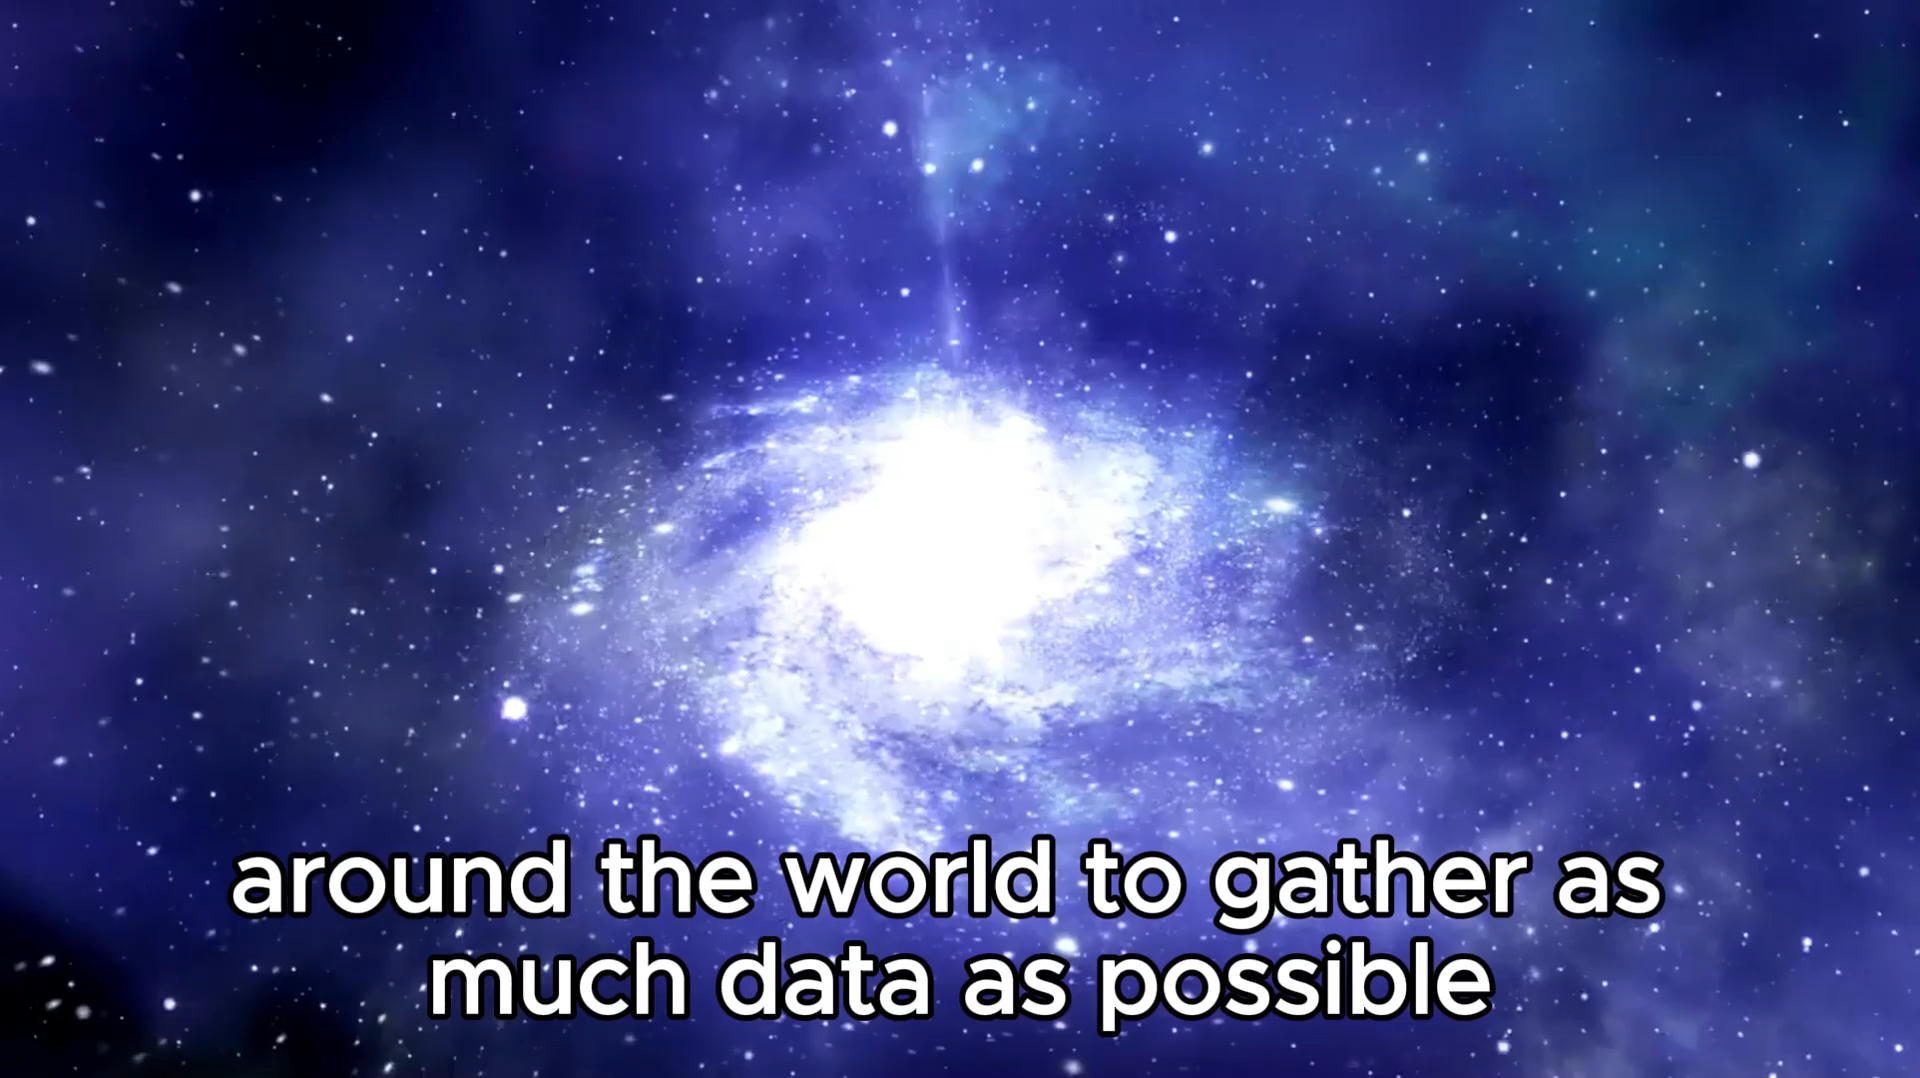 around the world to gather as
much data as possible